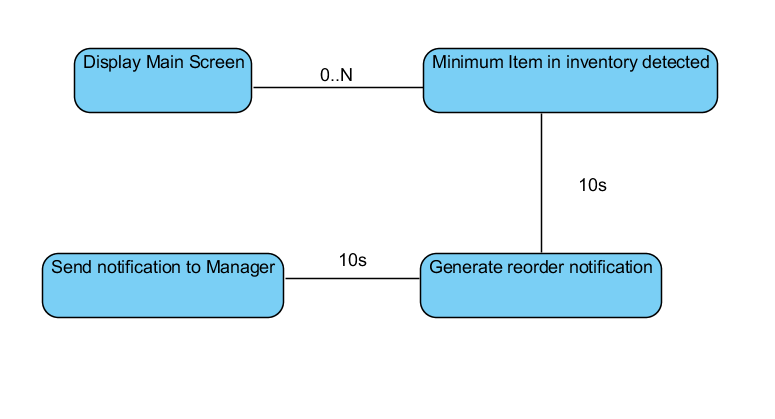 Display Main Screen
0..N
Minimum Item in inventory detected
10s
Send notification to Manager
10s
Generate reorder notification